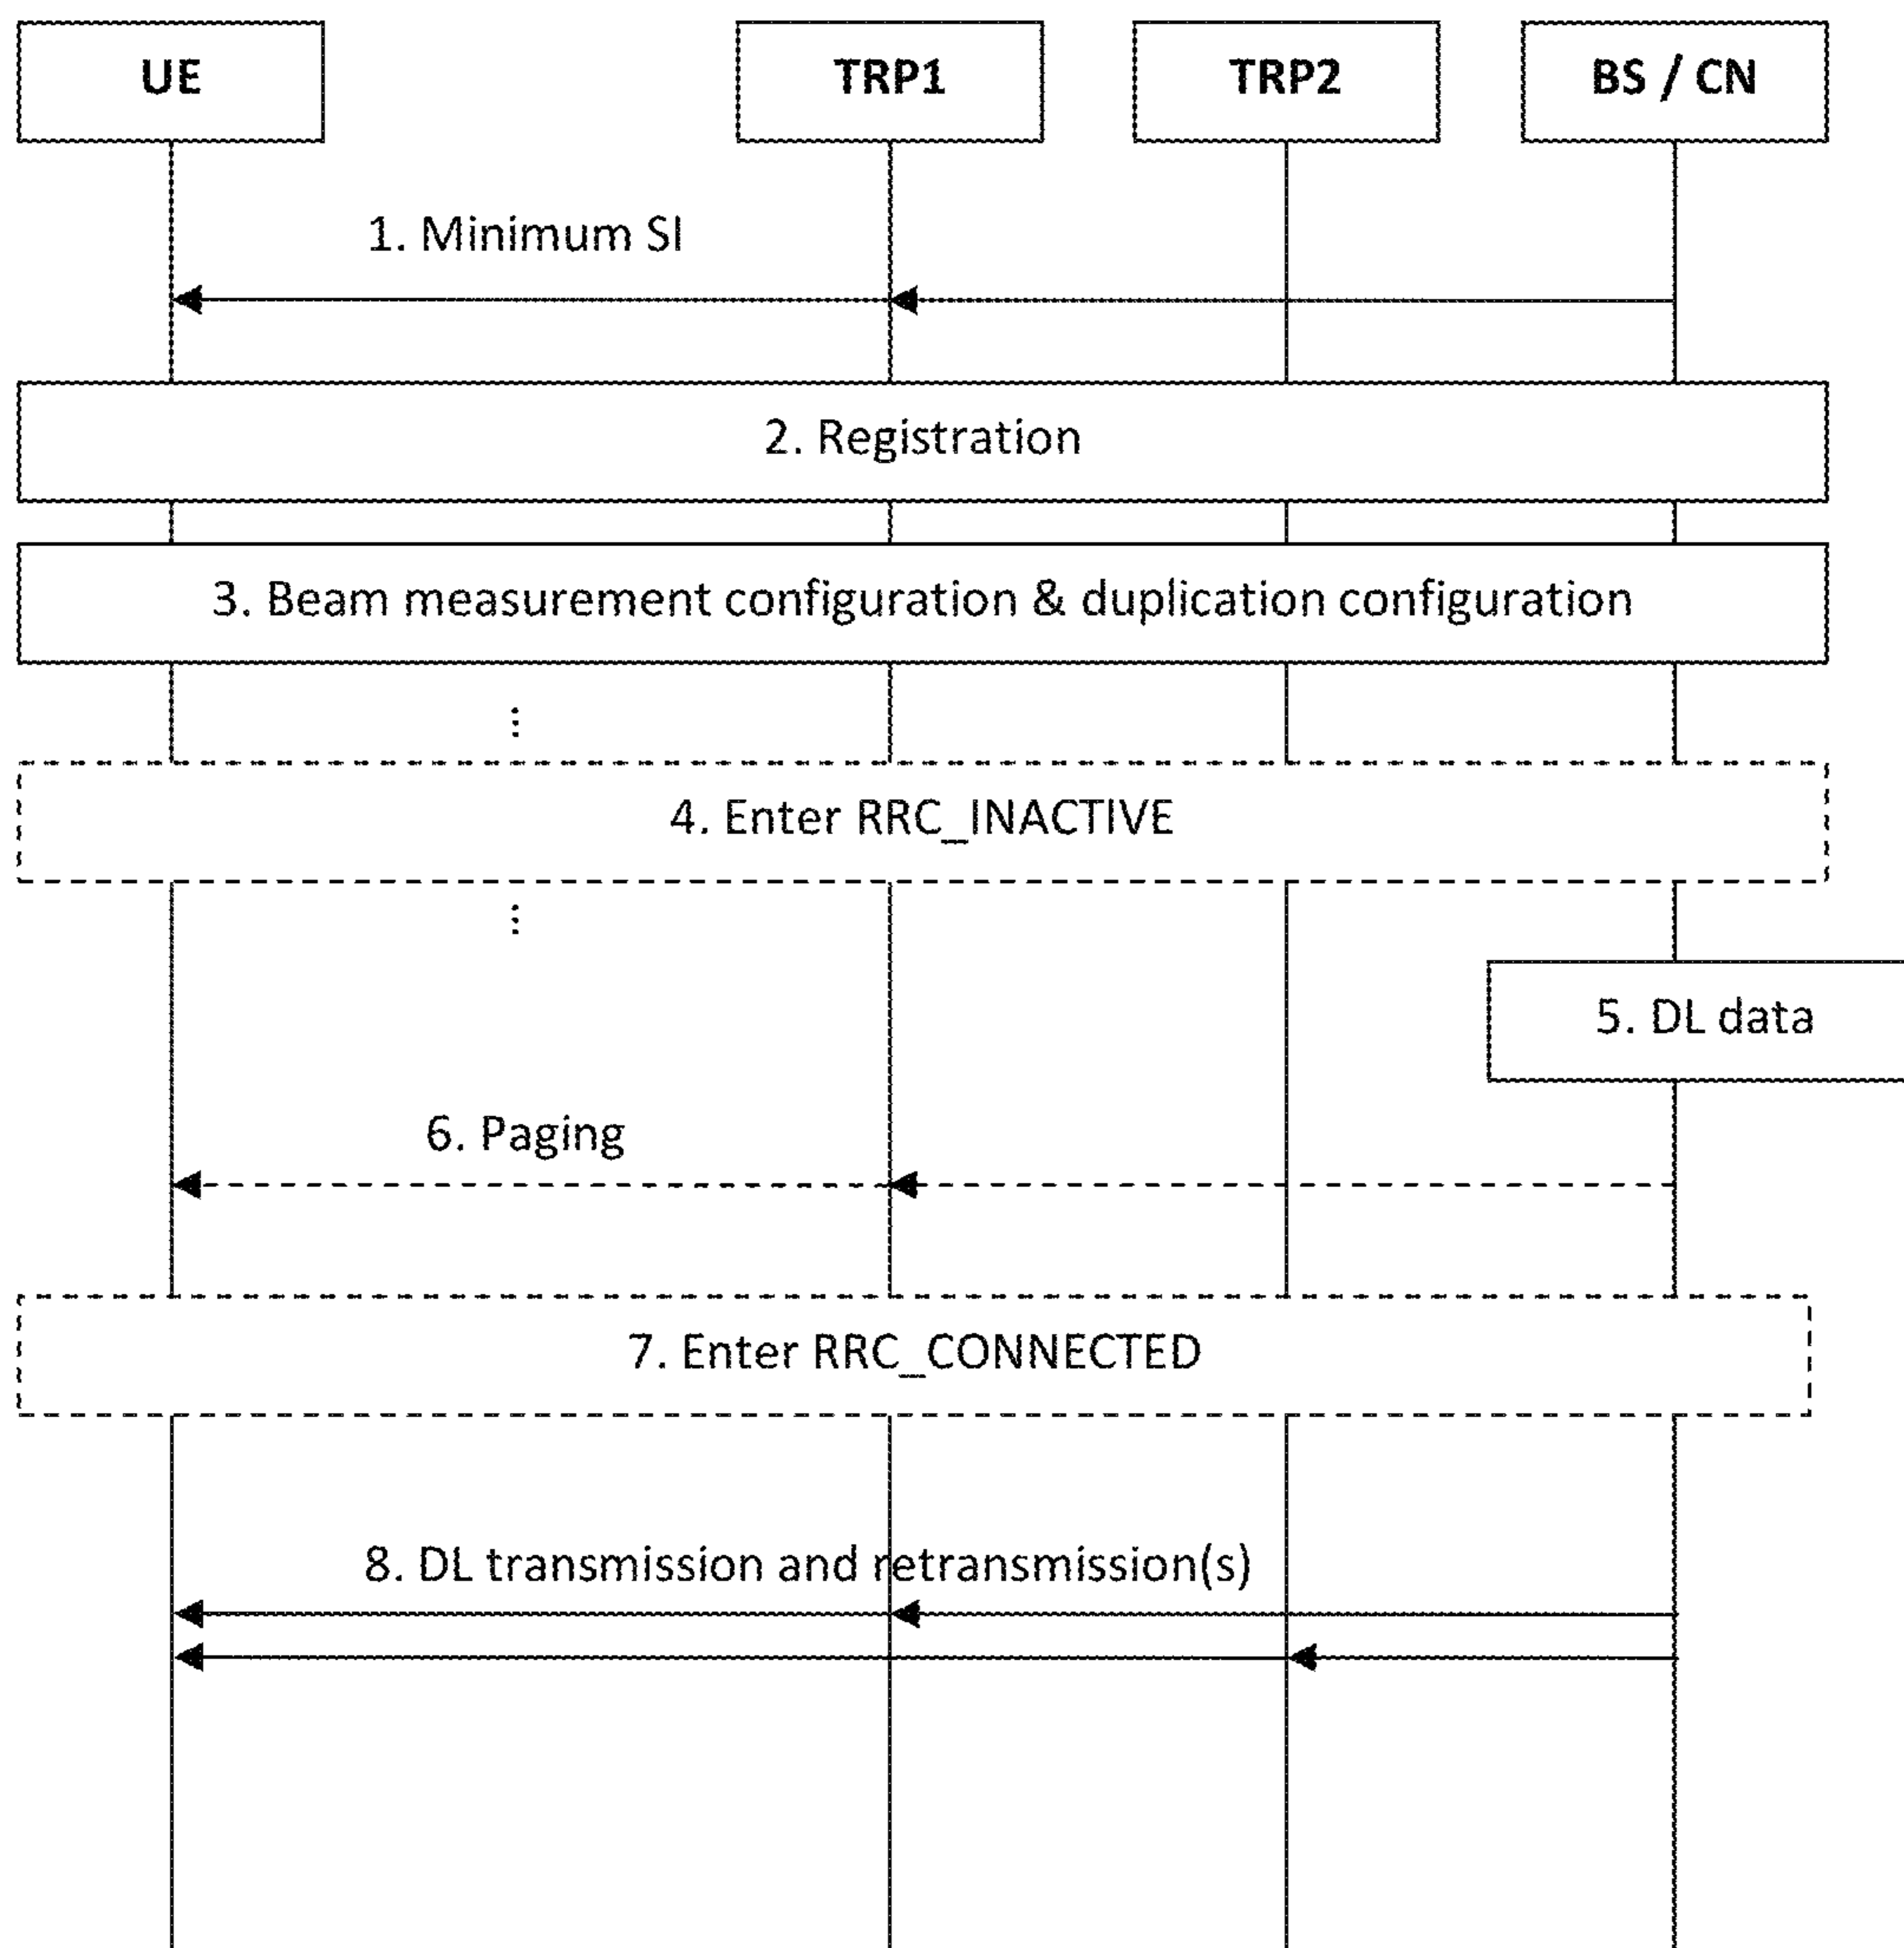 UE TRP1 TRP2 BS / CN
1. Minimum SI
2. Registration
3. Beam measurement configuration & duplication configuration
...
4. Enter RRC_INACTIVE
...
5. DL data
6. Paging
7. Enter RRC_CONNECTED
8. DL transmission and retransmission(s)